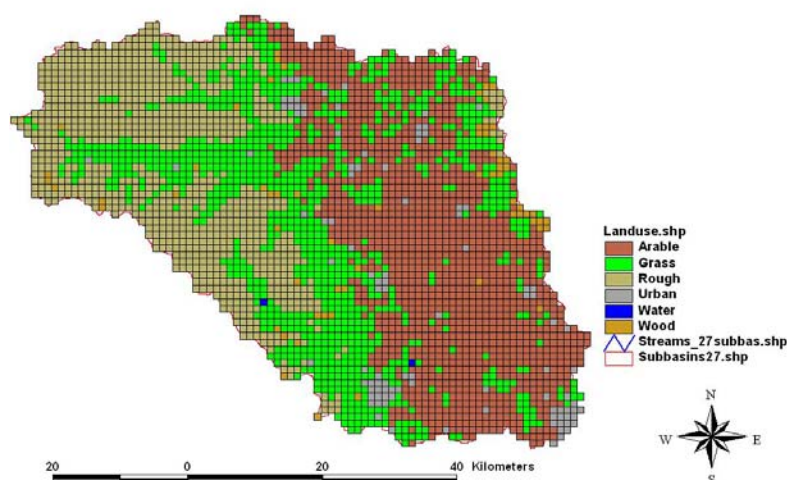 Landuse.shp
Arable
Grass
Rough
Urban
Water
Wood
Streams_27subbas.shp
Subbasins27.shp
N
W E
S
20 0 20 40 Kilometers